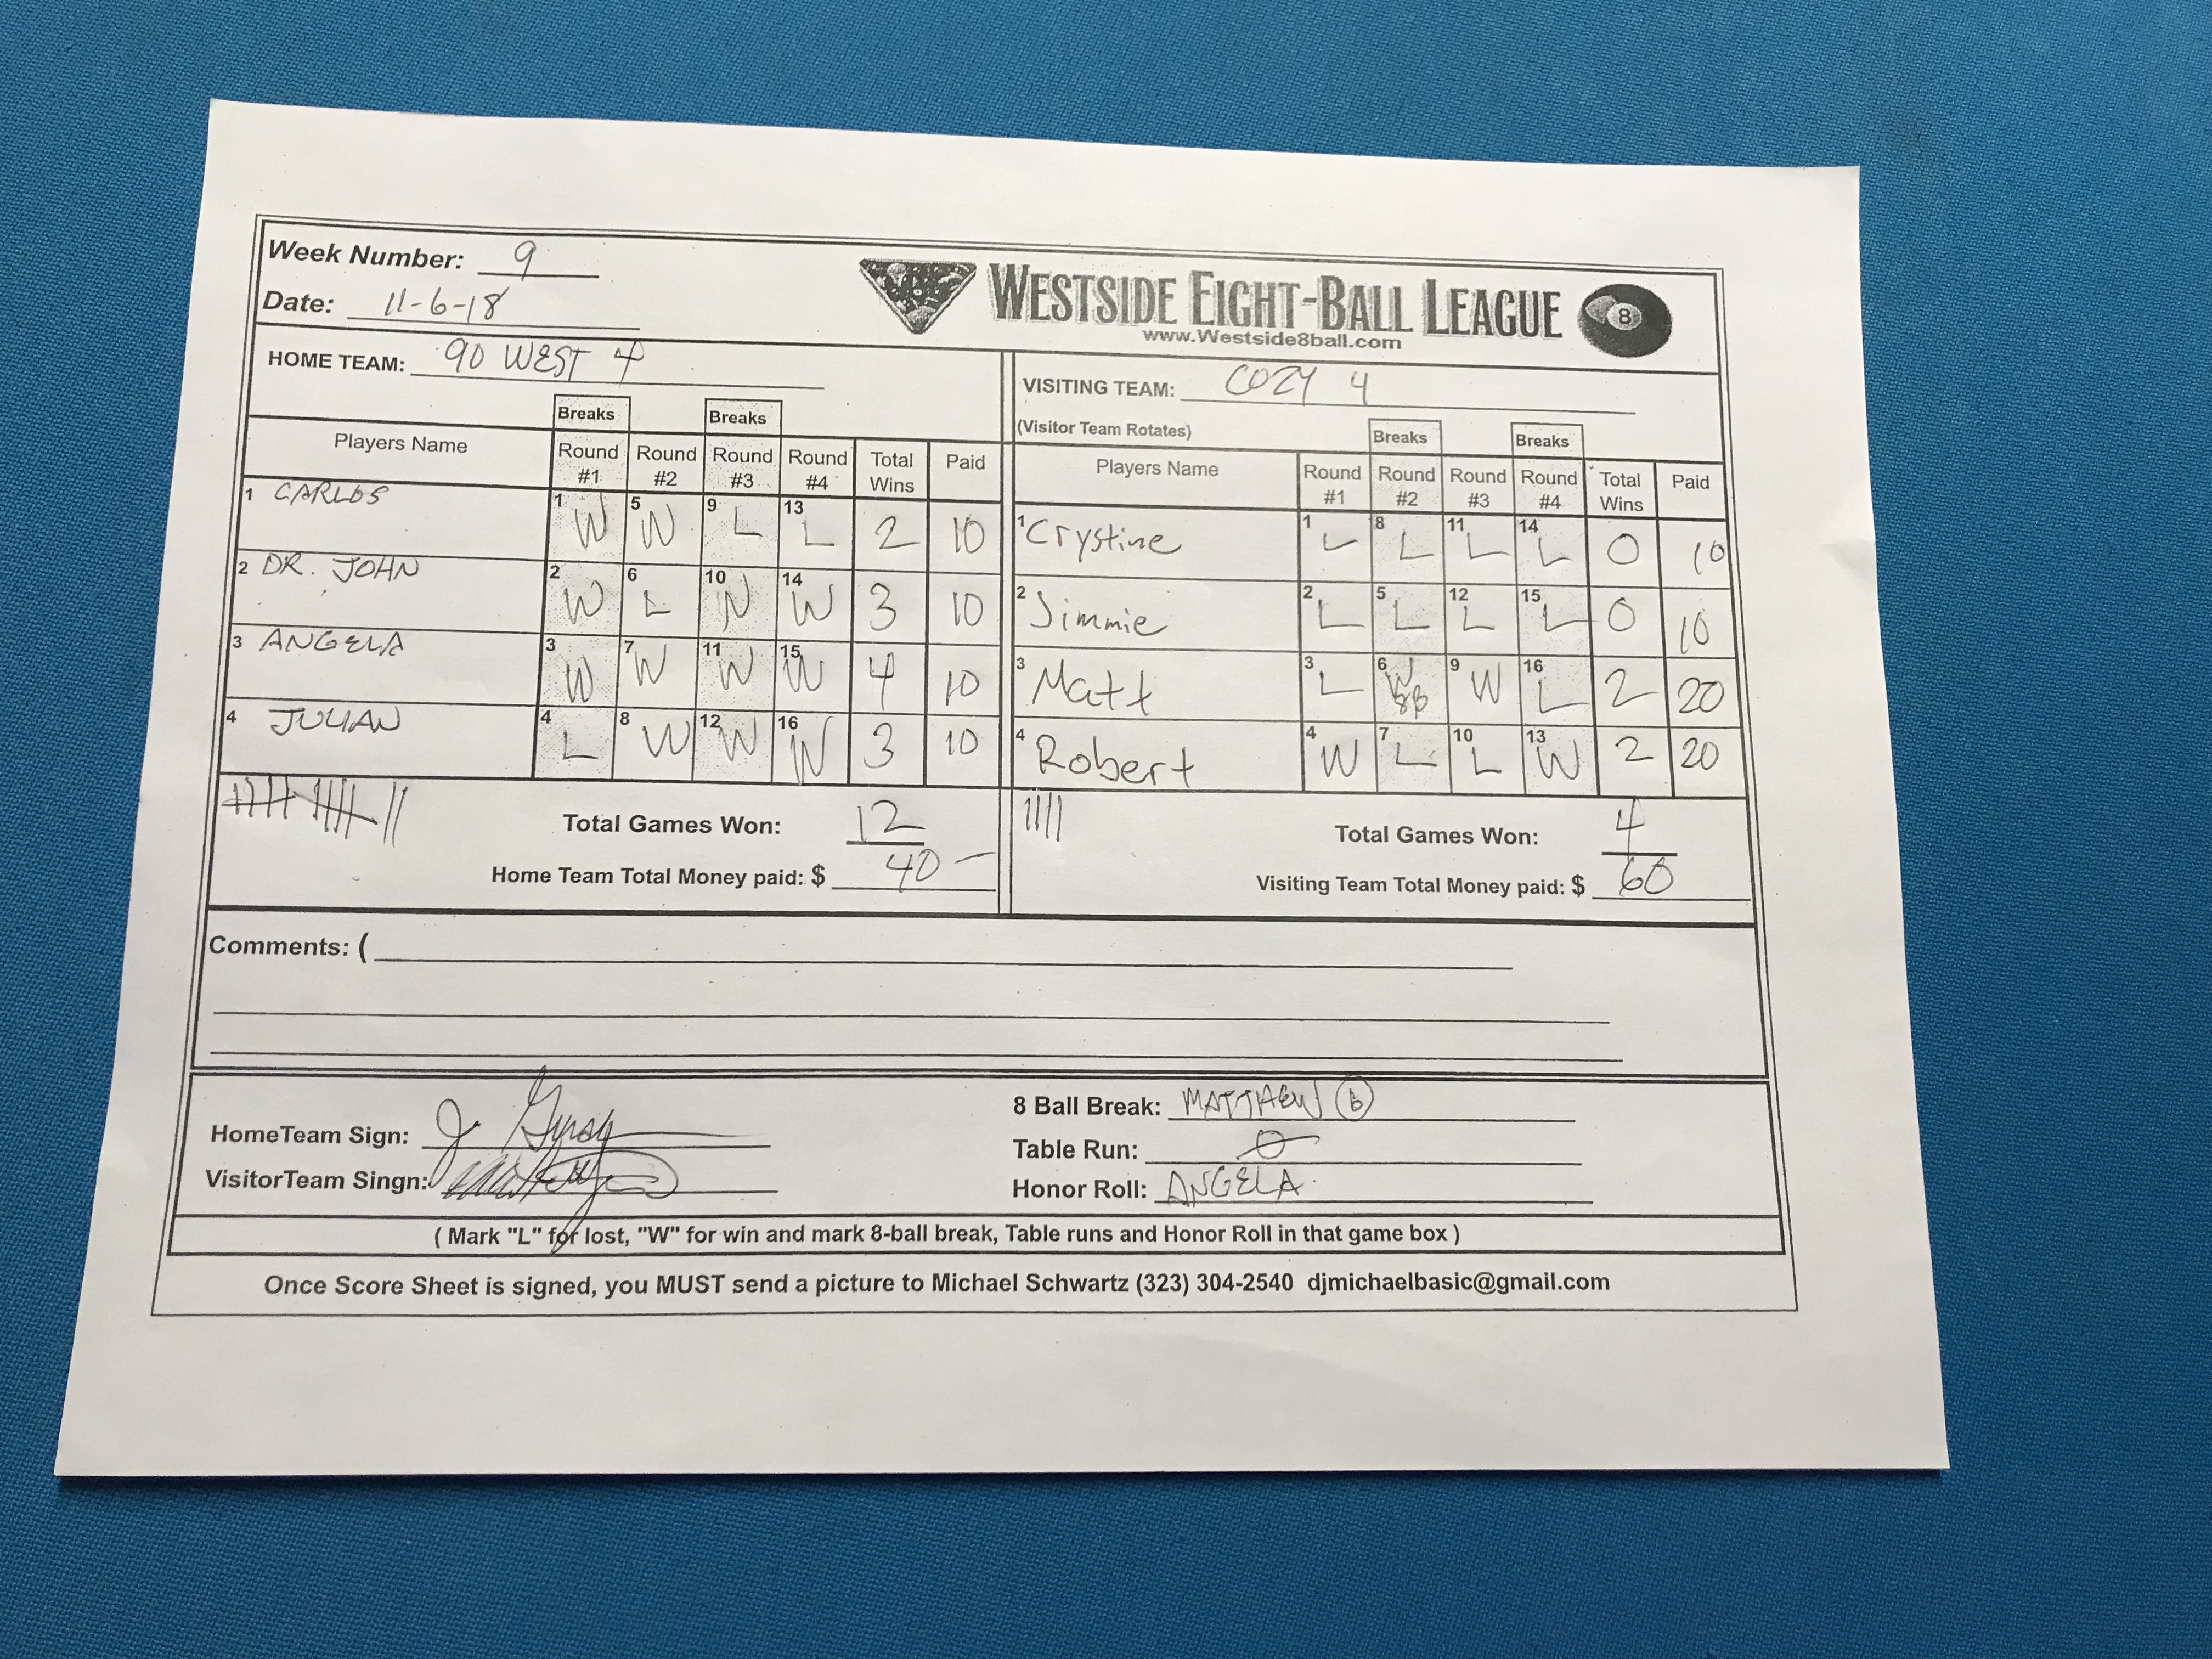 Week Number: 9
Date: 11-6-18
WESTSIDE EIGHT-BALL LEAGUE 8
www.Westside8ball.com
HOME TEAM: 90 WEST 4
VISITING TEAM: COZY 4
(Visitor Team Rotates)
Breaks Breaks Breaks Breaks
Players Name Round #1 Round #2 Round #3 Round #4 Total Wins Paid
1 CARLOS 1 W 5 W 9 L 13 L 2 10
2 DR. JOHN 2 W 6 L 10 W 14 W 3 10
3 ANGELA 3 W 7 W 11 W 15 W 4 10
4 JULIAN 4 L 8 W 12 W 16 W 3 10
Total Games Won: 12
Home Team Total Money paid: $ 40 —
Players Name Round #1 Round #2 Round #3 Round #4 Total Wins Paid
1 Crystine 1 L 8 L 11 L 14 L 0 10
2 Jimmie 2 L 5 L 12 L 15 L 0 10
3 Matt 3 L 6 W 8B 9 W 16 L 2 20
4 Robert 4 W 7 L 10 L 13 W 2 20
Total Games Won: 4
Visiting Team Total Money paid: $ 60
Comments: (
HomeTeam Sign:
VisitorTeam Singn:
8 Ball Break: MATTHEW 6
Table Run: 0
Honor Roll: ANGELA
( Mark "L" for lost, "W" for win and mark 8-ball break, Table runs and Honor Roll in that game box )
Once Score Sheet is signed, you MUST send a picture to Michael Schwartz (323) 304-2540 djmichaelbasic@gmail.com